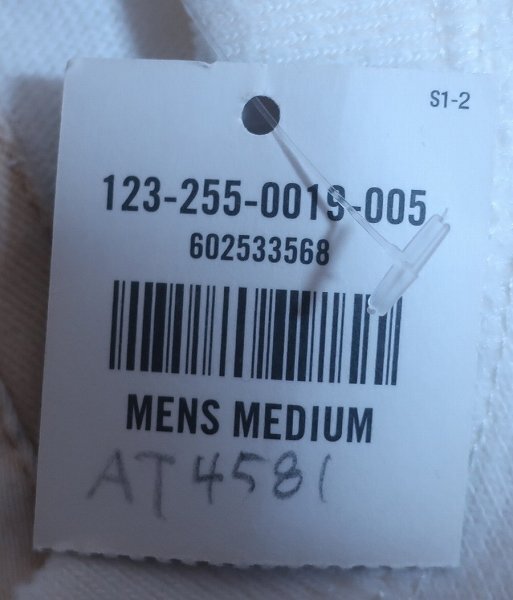 S1-2
123-255-0019-005
602533568
MENS MEDIUM
AT4581